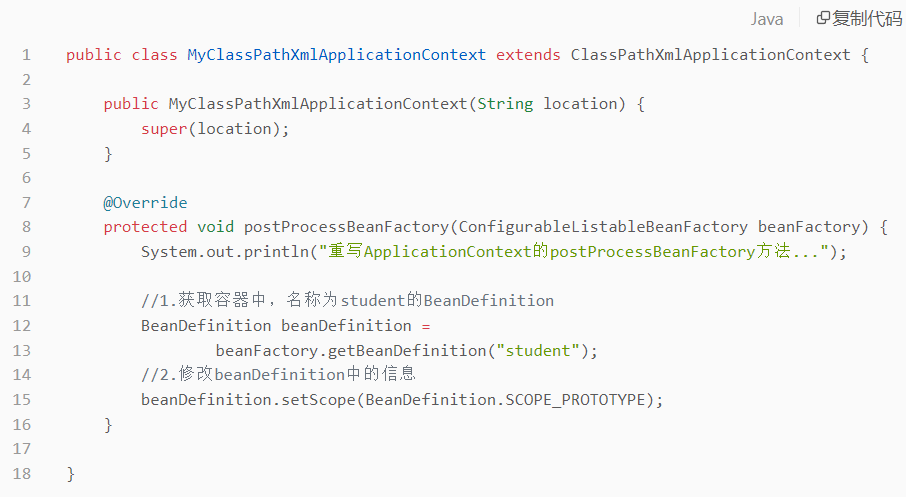 Java 复制代码
1 public class MyClassPathXmlApplicationContext extends ClassPathXmlApplicationContext {
2
3     public MyClassPathXmlApplicationContext(String location) {
4         super(location);
5     }
6
7     @Override
8     protected void postProcessBeanFactory(ConfigurableListableBeanFactory beanFactory) {
9         System.out.println("重写ApplicationContext的postProcessBeanFactory方法...");
10
11         //1.获取容器中，名称为student的BeanDefinition
12         BeanDefinition beanDefinition =
13                 beanFactory.getBeanDefinition("student");
14         //2.修改beanDefinition中的信息
15         beanDefinition.setScope(BeanDefinition.SCOPE_PROTOTYPE);
16     }
17
18 }